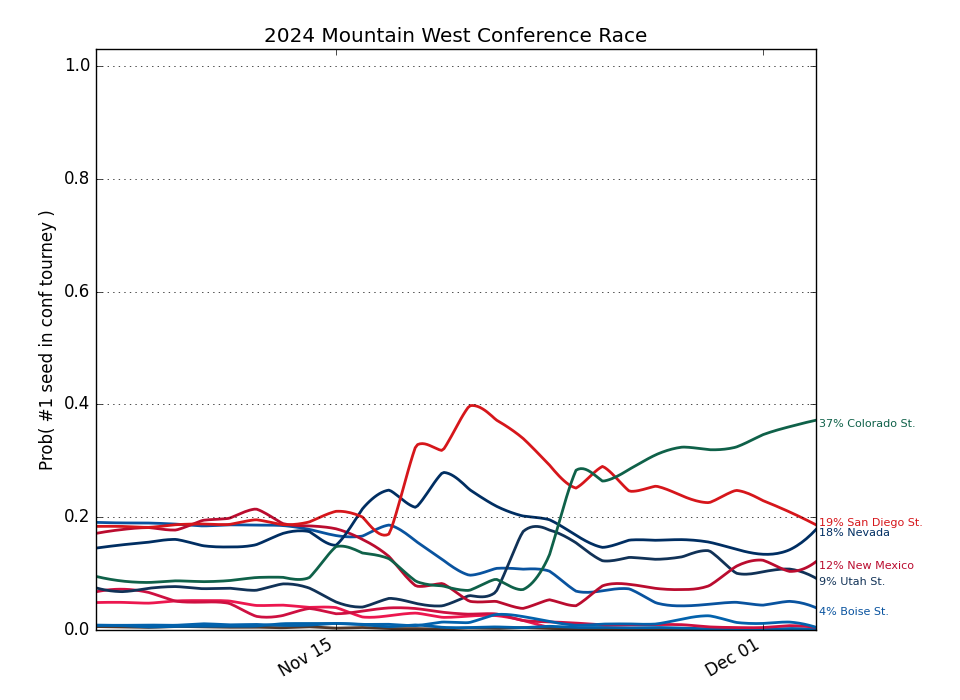 2024 Mountain West Conference Race
Prob( #1 seed in conf tourney )
1.0
0.8
0.6
0.4
0.2
0.0
Nov 15
Dec 01
37% Colorado St.
19% San Diego St.
18% Nevada
12% New Mexico
9% Utah St.
4% Boise St.